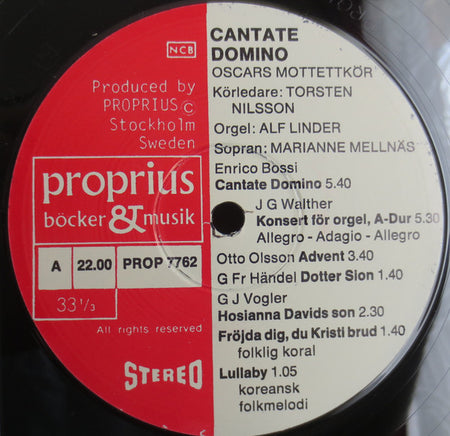 NCB
Produced by
PROPRIUS ©
Stockholm
Sweden
proprius
böcker & musik
A 22.00 PROP 7762
33 1/3
All rights reserved
STEREO
CANTATE
DOMINO
OSCARS MOTTETTKÖR
Körledare: TORSTEN
NILSSON
Orgel: ALF LINDER
Sopran: MARIANNE MELLNÄS
Enrico Bossi
Cantate Domino 5.40
J G Walther
Konsert för orgel, A-Dur 5.30
Allegro - Adagio - Allegro
Otto Olsson Advent 3.40
G Fr Händel Dotter Sion 1.40
G J Vogler
Hosianna Davids son 2.30
Fröjda dig, du Kristi brud 1.40
folklig koral
Lullaby 1.05
koreansk
folkmelodi